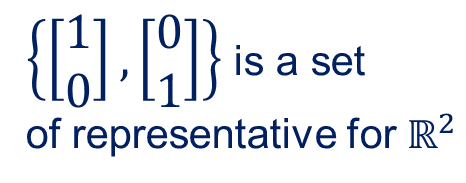 {[1 0], [0 1]} is a set
of representative for ℝ²